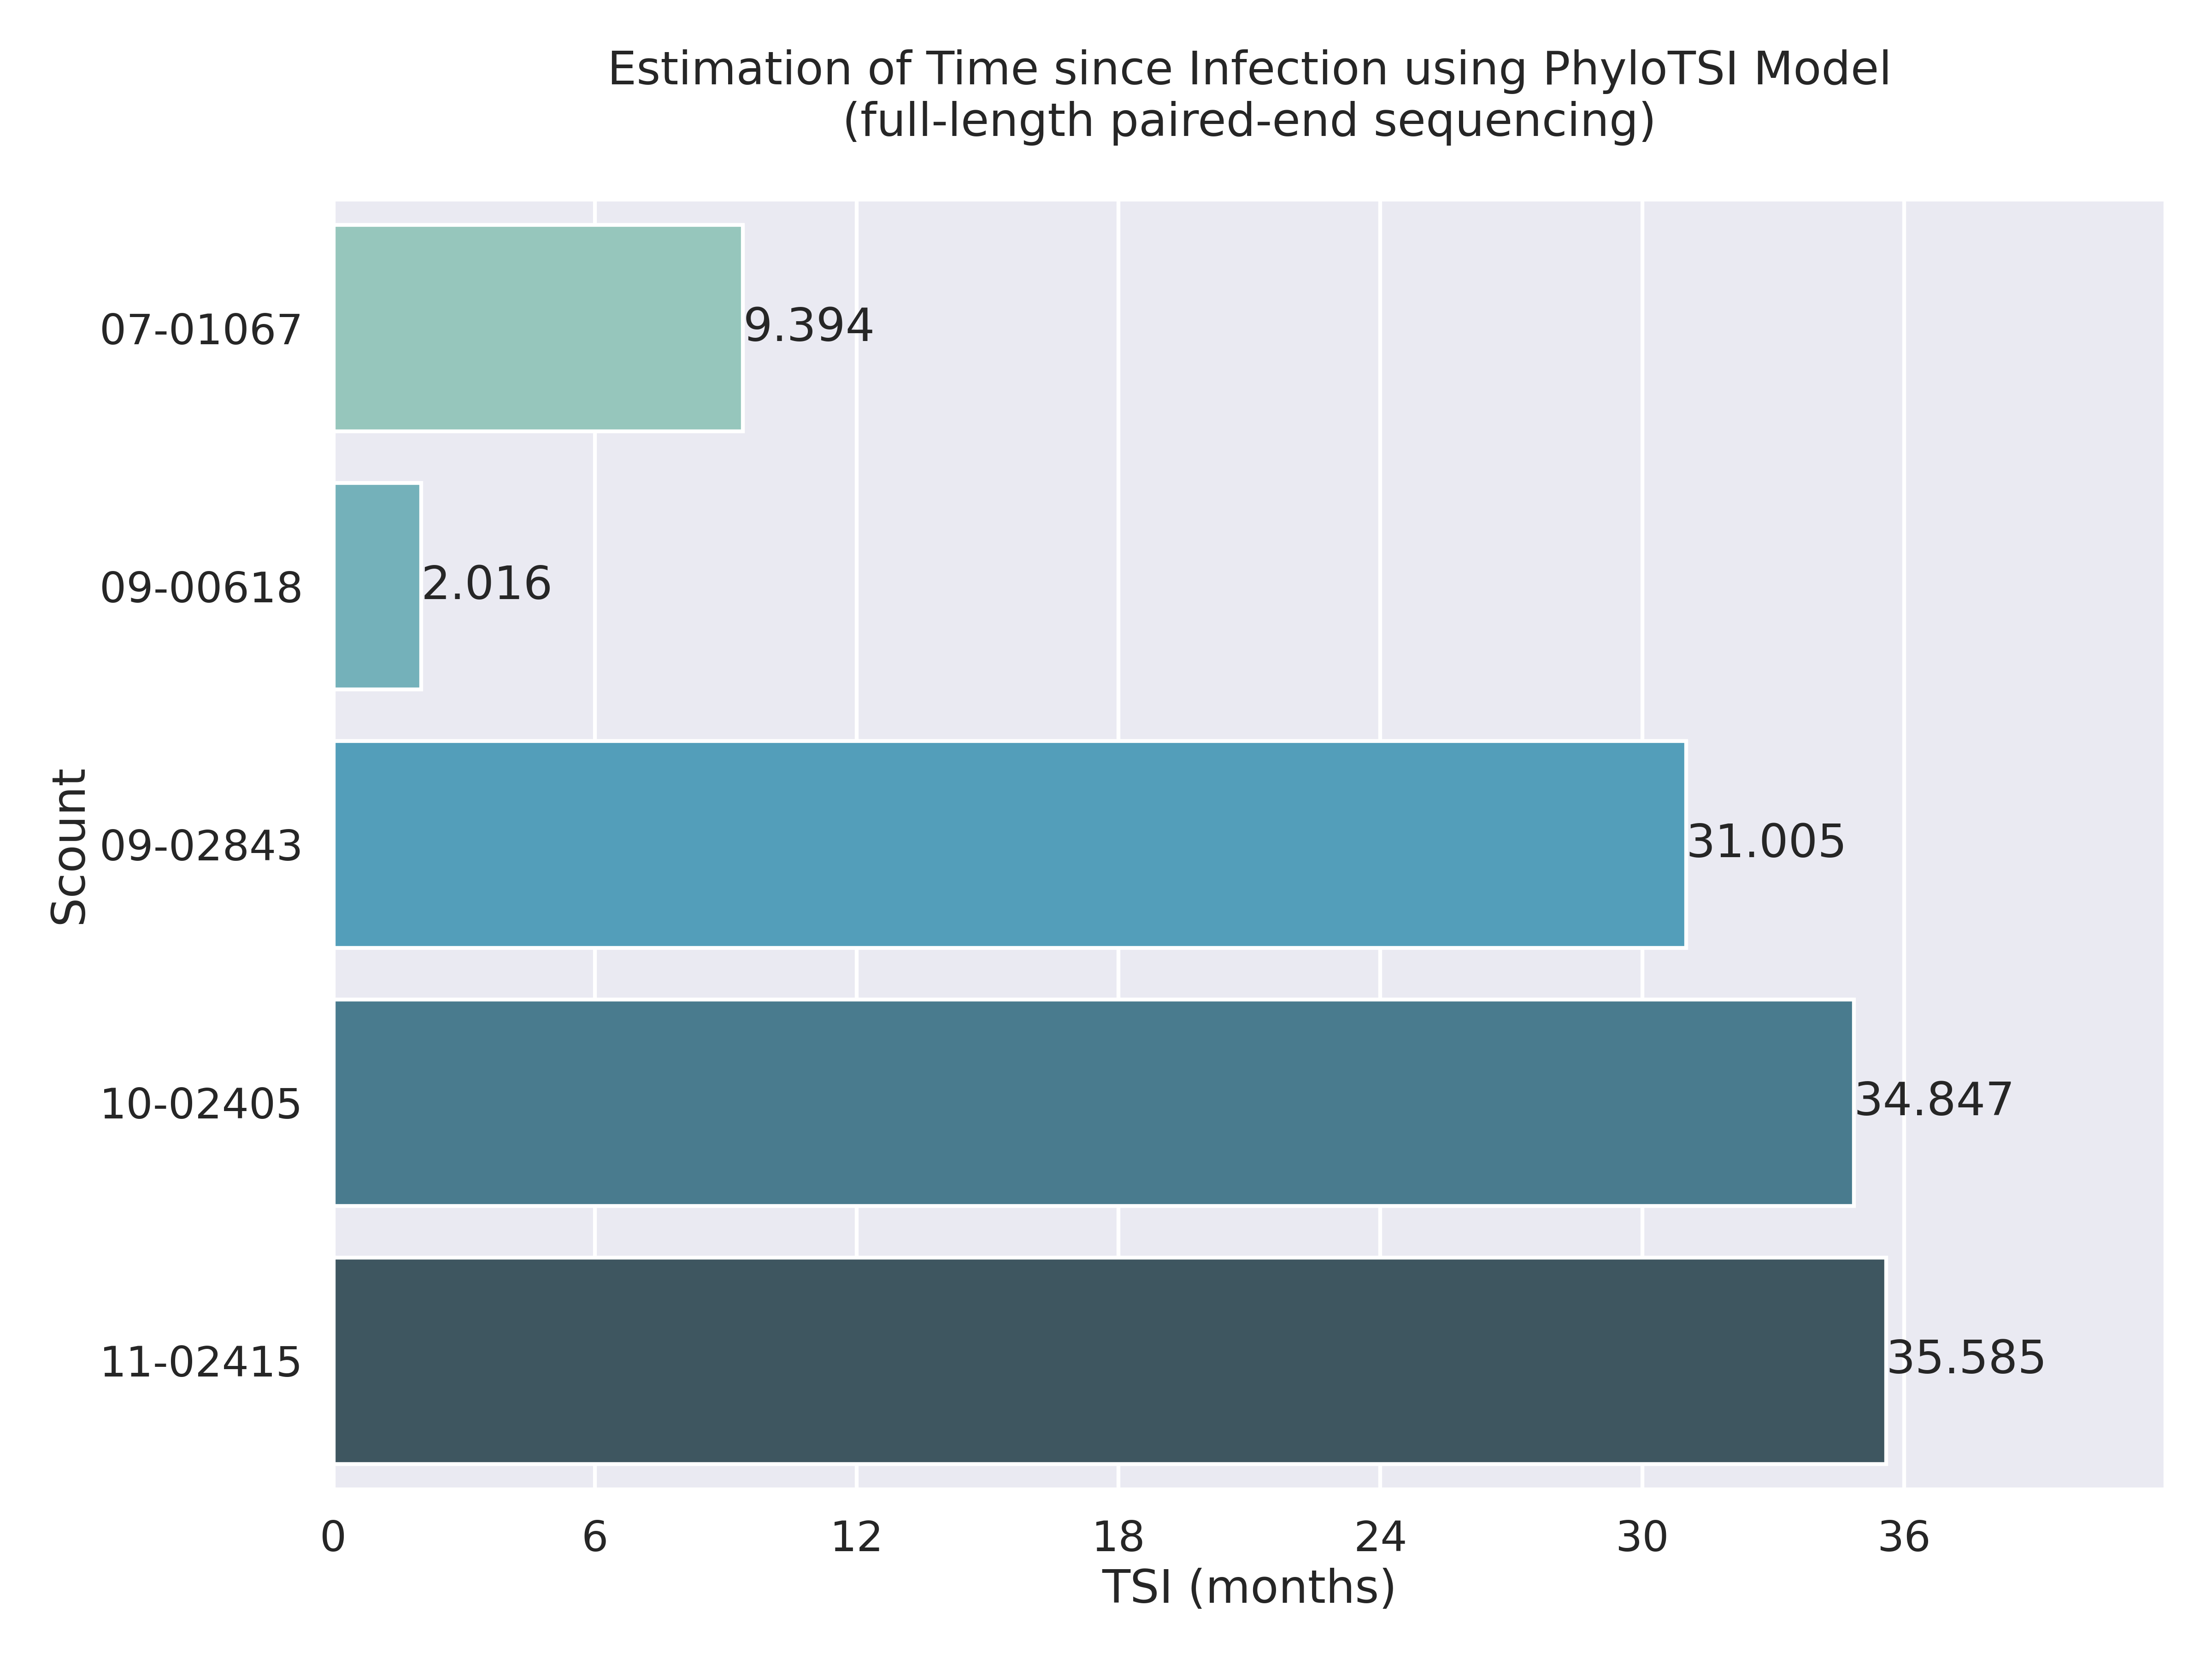 Estimation of Time since Infection using PhyloTSI Model
(full-length paired-end sequencing)
07-01067
9.394
09-00618
2.016
Scount
09-02843
31.005
10-02405
34.847
11-02415
35.585
0 6 12 18 24 30 36
TSI (months)